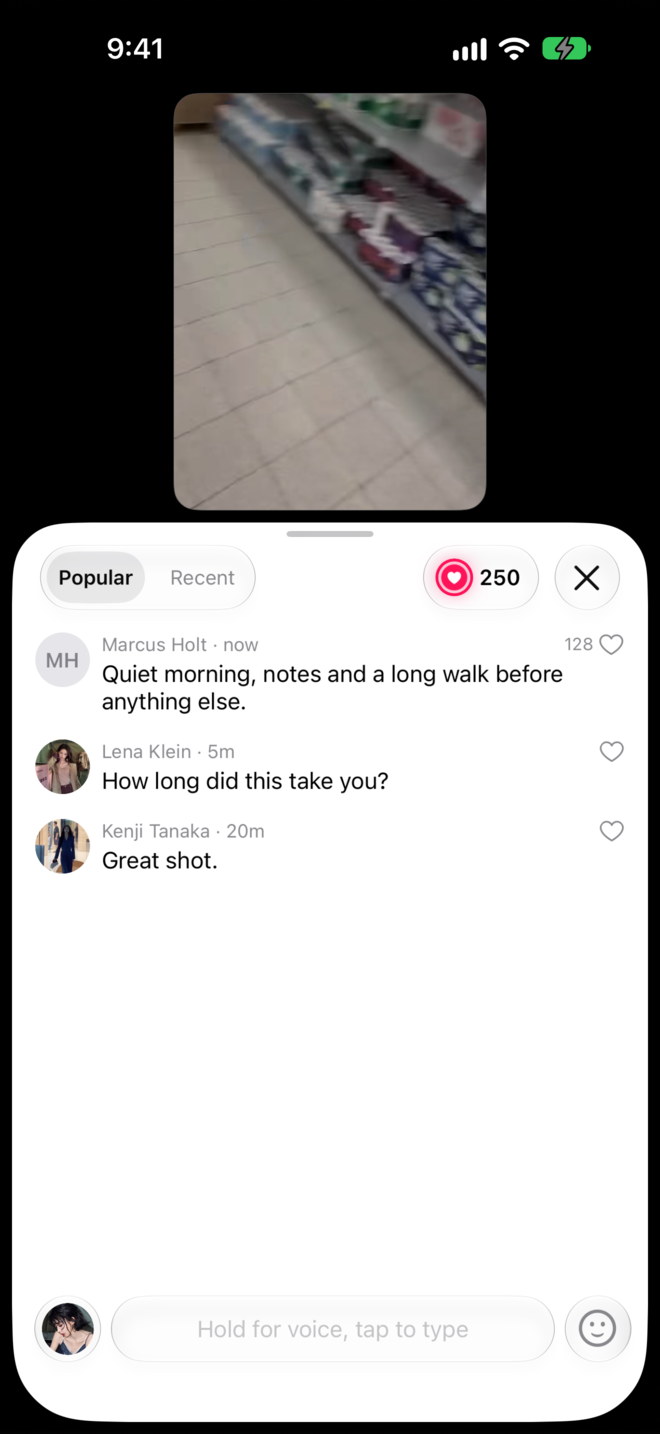 9:41
Popular
Recent
250
MH
Marcus Holt · now
128
Quiet morning, notes and a long walk before
anything else.
Lena Klein · 5m
How long did this take you?
Kenji Tanaka · 20m
Great shot.
Hold for voice, tap to type